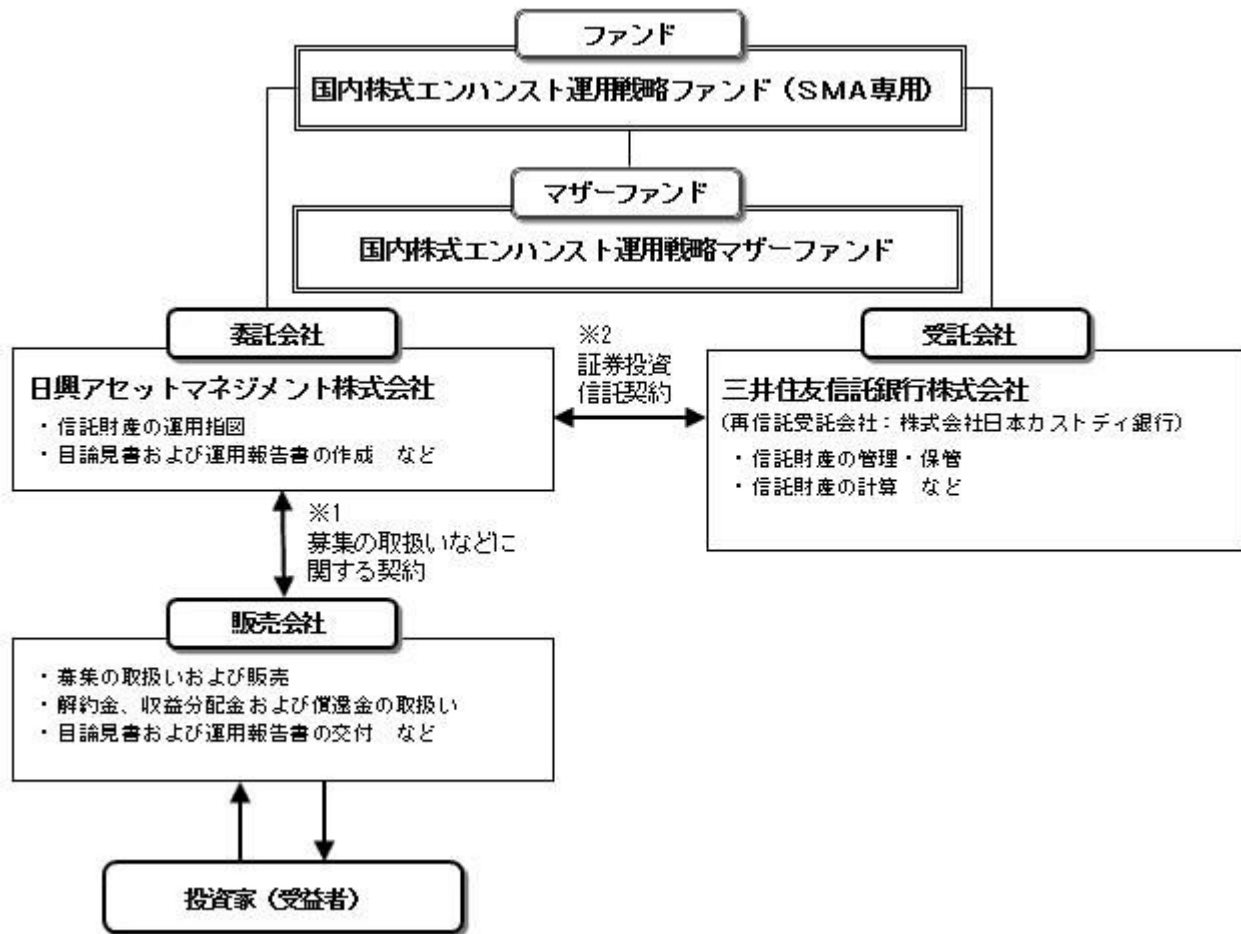 ファンド
国内株式エンハンスト運用戦略ファンド（ＳＭＡ専用）
マザーファンド
国内株式エンハンスト運用戦略マザーファンド
委託会社
日興アセットマネジメント株式会社
・信託財産の運用指図
・目論見書および運用報告書の作成　など
※2
証券投資
信託契約
受託会社
三井住友信託銀行株式会社
（再信託受託会社：株式会社日本カストディ銀行）
・信託財産の管理・保管
・信託財産の計算　など
※1
募集の取扱いなどに
関する契約
販売会社
・募集の取扱いおよび販売
・解約金、収益分配金および償還金の取扱い
・目論見書および運用報告書の交付　など
投資家（受益者）